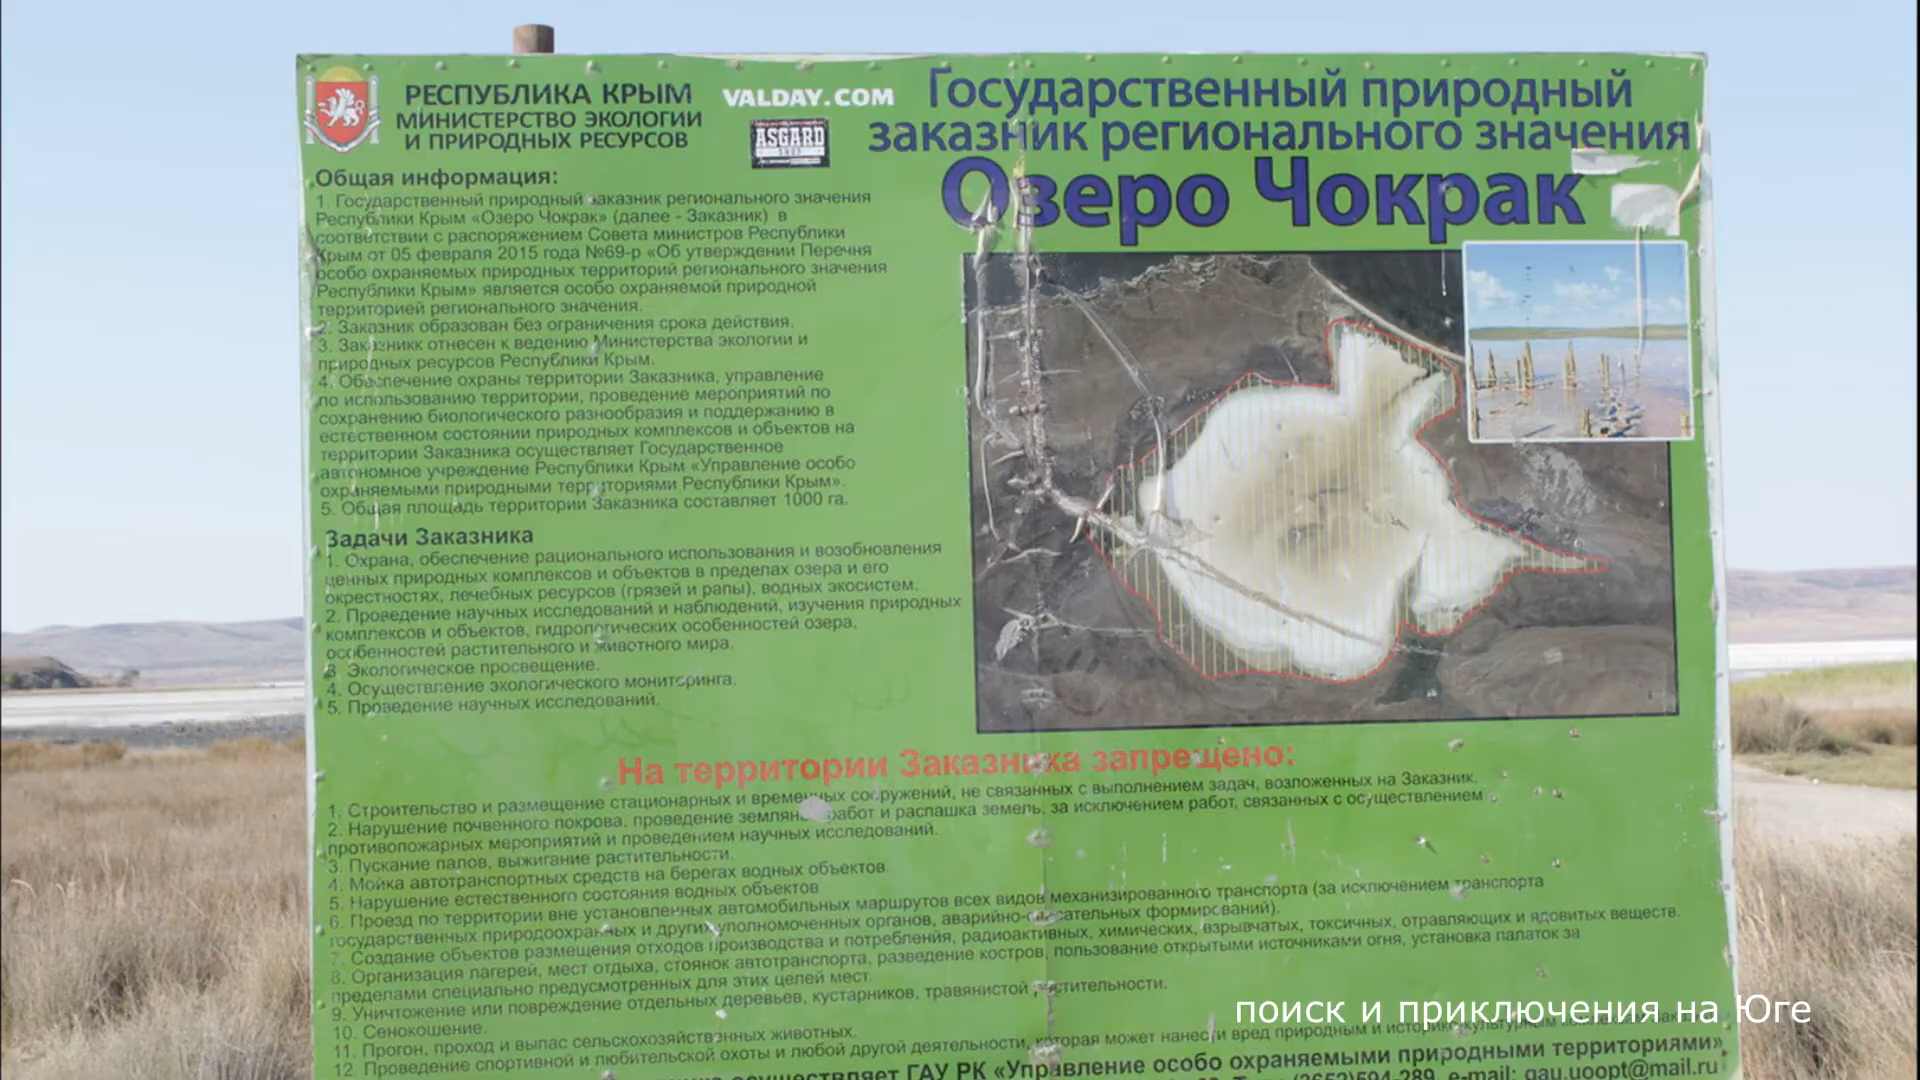 РЕСПУБЛИКА КРЫМ
МИНИСТЕРСТВО ЭКОЛОГИИ
И ПРИРОДНЫХ РЕСУРСОВ
VALDAY.COM
ASGARD
Государственный природный
заказник регионального значения
Озеро Чокрак
Общая информация:
1. Государственный природный заказник регионального значения
Республики Крым «Озеро Чокрак» (далее - Заказник) в
соответствии с распоряжением Совета министров Республики
Крым от 05 февраля 2015 года №69-р «Об утверждении Перечня
особо охраняемых природных территорий регионального значения
Республики Крым» является особо охраняемой природной
территорией регионального значения.
2. Заказник образован без ограничения срока действия.
3. Заказникк отнесен к ведению Министерства экологии и
природных ресурсов Республики Крым.
4. Обеспечение охраны территории Заказника, управление
по использованию территории, проведение мероприятий по
сохранению биологического разнообразия и поддержанию в
естественном состоянии природных комплексов и объектов на
территории Заказника осуществляет Государственное
автономное учреждение Республики Крым «Управление особо
охраняемыми природными территориями Республики Крым».
5. Общая площадь территории Заказника составляет 1000 га.
Задачи Заказника
1. Охрана, обеспечение рационального использования и возобновления
ценных природных комплексов и объектов в пределах озера и его
окрестностях, лечебных ресурсов (грязей и рапы), водных экосистем.
2. Проведение научных исследований и наблюдений, изучения природных
комплексов и объектов, гидрологических особенностей озера,
особенностей растительного и животного мира.
3. Экологическое просвещение.
4. Осуществление экологического мониторинга.
5. Проведение научных исследований.
На территории Заказника запрещено:
1. Строительство и размещение стационарных и временных сооружений, не связанных с выполнением задач, возложенных на Заказник.
2. Нарушение почвенного покрова, проведение земляных работ и распашка земель, за исключением работ, связанных с осуществлением
противопожарных мероприятий и проведением научных исследований.
3. Пускание палов, выжигание растительности.
4. Мойка автотранспортных средств на берегах водных объектов.
5. Нарушение естественного состояния водных объектов
6. Проезд по территории вне установленных автомобильных маршрутов всех видов механизированного транспорта (за исключением транспорта
государственных природоохранных и других уполномоченных органов, аварийно-спасательных формирований).
7. Создание объектов размещения отходов производства и потребления, радиоактивных, химических, взрывчатых, токсичных, отравляющих и ядовитых веществ.
8. Организация лагерей, мест отдыха, стоянок автотранспорта, разведение костров, пользование открытыми источниками огня, установка палаток за
пределами специально предусмотренных для этих целей мест.
9. Уничтожение или повреждение отдельных деревьев, кустарников, травянистой растительности.
10. Сенокошение.
11. Прогон, проход и выпас сельскохозяйственных животных.
12. Проведение спортивной и любительской охоты и любой другой деятельности, которая может нанести вред природным и историко-культурным
осуществляет ГАУ РК «Управление особо охраняемыми природными территориями»,
(3652)594-289, e-mail: gau.uoopt@mail.ru
поиск и приключения на Юге